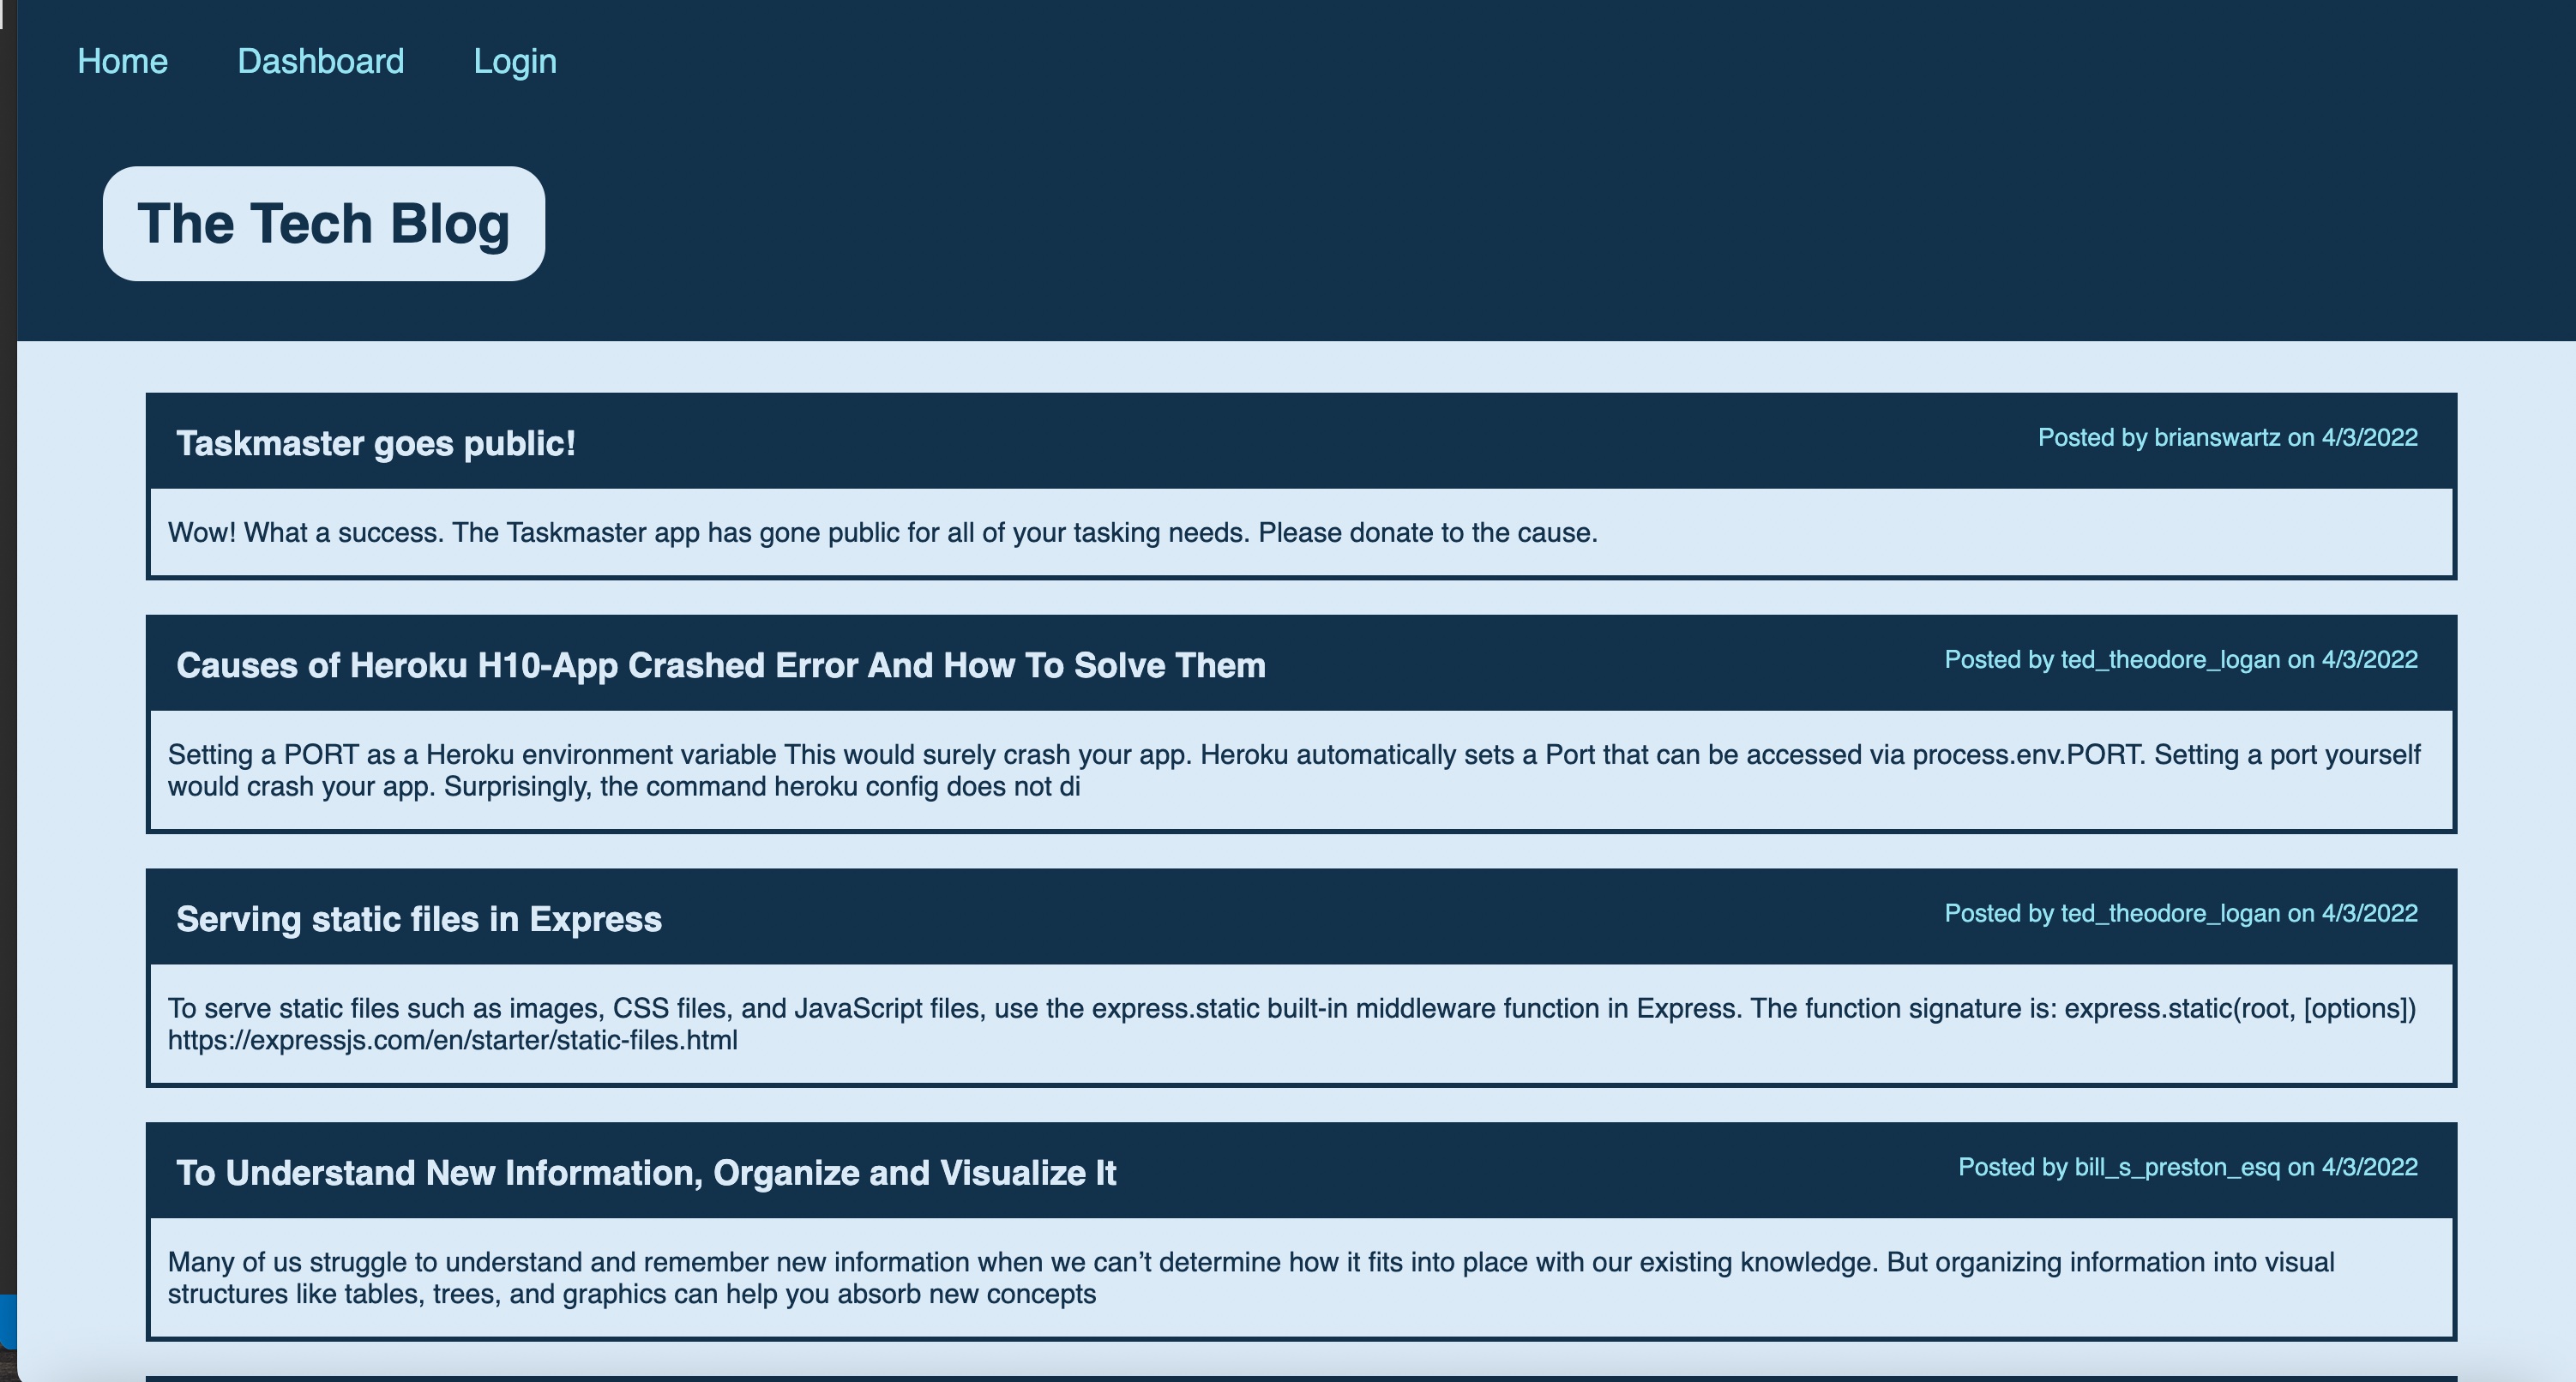 Home Dashboard Login
The Tech Blog
Taskmaster goes public!
Posted by brianswartz on 4/3/2022
Wow! What a success. The Taskmaster app has gone public for all of your tasking needs. Please donate to the cause.
Causes of Heroku H10-App Crashed Error And How To Solve Them
Posted by ted_theodore_logan on 4/3/2022
Setting a PORT as a Heroku environment variable This would surely crash your app. Heroku automatically sets a Port that can be accessed via process.env.PORT. Setting a port yourself
would crash your app. Surprisingly, the command heroku config does not di
Serving static files in Express
Posted by ted_theodore_logan on 4/3/2022
To serve static files such as images, CSS files, and JavaScript files, use the express.static built-in middleware function in Express. The function signature is: express.static(root, [options])
https://expressjs.com/en/starter/static-files.html
To Understand New Information, Organize and Visualize It
Posted by bill_s_preston_esq on 4/3/2022
Many of us struggle to understand and remember new information when we can’t determine how it fits into place with our existing knowledge. But organizing information into visual
structures like tables, trees, and graphics can help you absorb new concepts